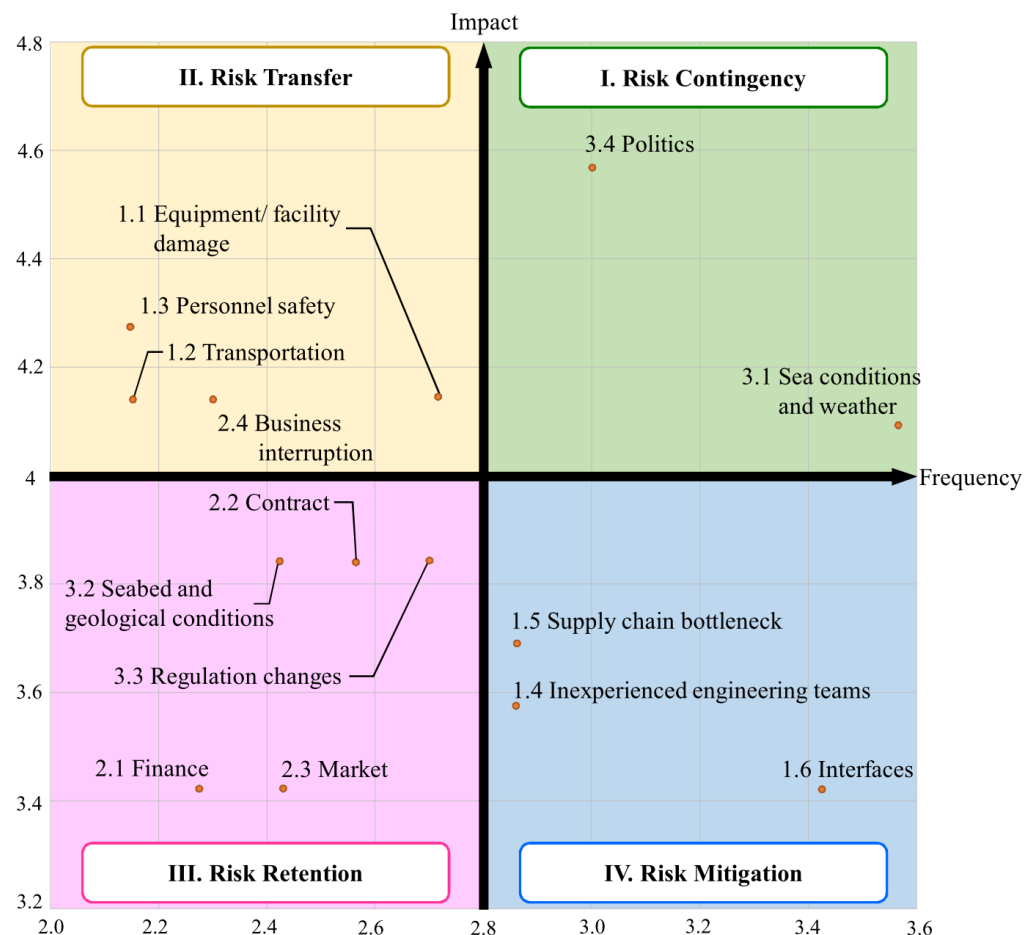 Impact
4.8
II. Risk Transfer
I. Risk Contingency
4.6
3.4 Politics
1.1 Equipment/ facility
damage
4.4
1.3 Personnel safety
1.2 Transportation
4.2
3.1 Sea conditions
and weather
2.4 Business
interruption
4
Frequency
2.2 Contract
3.8
3.2 Seabed and
geological conditions
1.5 Supply chain bottleneck
3.3 Regulation changes
3.6
1.4 Inexperienced engineering teams
2.1 Finance
2.3 Market
1.6 Interfaces
3.4
III. Risk Retention
IV. Risk Mitigation
3.2
2.0
2.2
2.4
2.6
2.8
3.0
3.2
3.4
3.6